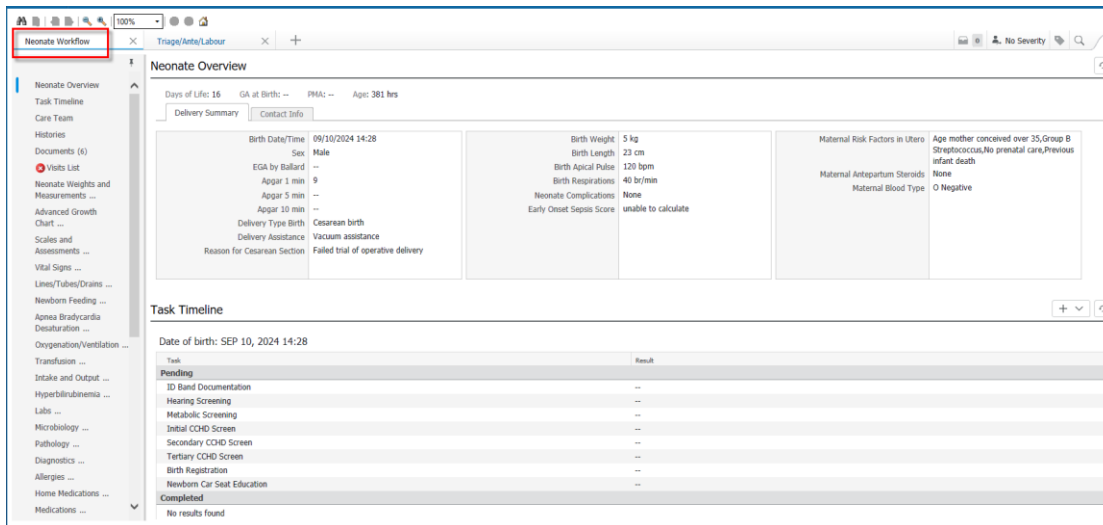 100%
Neonate Workflow
Triage/Ante/Labour
0 No Severity
Neonate Overview
Task Timeline
Care Team
Histories
Documents (6)
Visits List
Neonate Weights and
Measurements ...
Advanced Growth
Chart ...
Scales and
Assessments ...
Vital Signs ...
Lines/Tubes/Drains ...
Newborn Feeding ...
Apnea Bradycardia
Desaturation ...
Oxygenation/Ventilation ...
Transfusion ...
Intake and Output ...
Hyperbilirubinemia ...
Labs ...
Microbiology ...
Pathology ...
Diagnostics ...
Allergies ...
Home Medications ...
Medications ...
Neonate Overview
Days of Life: 16 GA at Birth: -- PMA: -- Age: 381 hrs
Delivery Summary Contact Info
Birth Date/Time 09/10/2024 14:28
Sex Male
EGA by Ballard --
Apgar 1 min 9
Apgar 5 min --
Apgar 10 min --
Delivery Type Birth Cesarean birth
Delivery Assistance Vacuum assistance
Reason for Cesarean Section Failed trial of operative delivery
Birth Weight 5 kg
Birth Length 23 cm
Birth Apical Pulse 120 bpm
Birth Respirations 40 br/min
Neonate Complications None
Early Onset Sepsis Score unable to calculate
Maternal Risk Factors in Utero Age mother conceived over 35,Group B
Streptococcus,No prenatal care,Previous
infant death
Maternal Antepartum Steroids None
Maternal Blood Type O Negative
Task Timeline
Date of birth: SEP 10, 2024 14:28
Task Result
Pending
ID Band Documentation --
Hearing Screening --
Metabolic Screening --
Initial CCHD Screen --
Secondary CCHD Screen --
Tertiary CCHD Screen --
Birth Registration --
Newborn Car Seat Education --
Completed
No results found